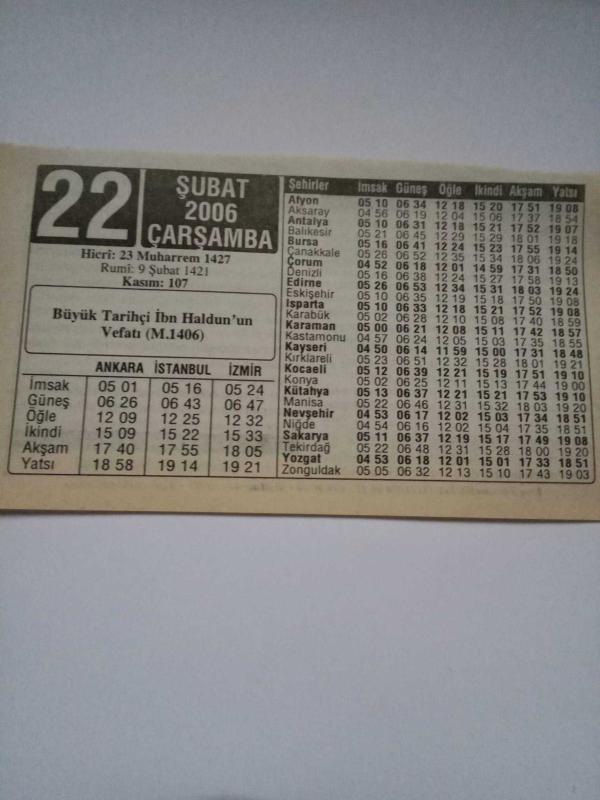 22
ŞUBAT
2006
ÇARŞAMBA
Hicrî: 23 Muharrem 1427
Rumî: 9 Şubat 1421
Kasım: 107
Büyük Tarihçi İbn Haldun'un
Vefatı (M.1406)
ANKARA İSTANBUL İZMİR
İmsak 05 01 05 16 05 24
Güneş 06 26 06 43 06 47
Öğle 12 09 12 25 12 32
İkindi 15 09 15 22 15 33
Akşam 17 40 17 55 18 05
Yatsı 18 58 19 14 19 21
Şehirler İmsak Güneş Öğle İkindi Akşam Yatsı
Afyon 05 10 06 34 12 18 15 20 17 51 19 08
Aksaray 04 56 06 19 12 04 15 06 17 37 18 54
Antalya 05 10 06 31 12 18 15 21 17 52 19 07
Balıkesir 05 21 06 45 12 29 15 29 18 01 19 18
Bursa 05 16 06 41 12 24 15 23 17 55 19 14
Çanakkale 05 26 06 52 12 35 15 34 18 06 19 24
Çorum 04 52 06 18 12 01 14 59 17 31 18 50
Denizli 05 16 06 38 12 24 15 27 17 58 19 13
Edirne 05 26 06 53 12 34 15 31 18 03 19 24
Eskişehir 05 10 06 35 12 19 15 18 17 50 19 08
Isparta 05 10 06 33 12 18 15 21 17 52 19 08
Karabük 05 02 06 28 12 10 15 08 17 40 18 59
Karaman 05 00 06 21 12 08 15 11 17 42 18 57
Kastamonu 04 57 06 24 12 05 15 03 17 35 18 55
Kayseri 04 50 06 14 11 59 15 00 17 31 18 48
Kırklareli 05 23 06 51 12 32 15 28 18 01 19 21
Kocaeli 05 12 06 39 12 21 15 19 17 51 19 10
Konya 05 02 06 25 12 11 15 13 17 44 19 00
Kütahya 05 13 06 37 12 21 15 21 17 53 19 10
Manisa 05 22 06 46 12 31 15 32 18 03 19 20
Nevşehir 04 53 06 17 12 02 15 03 17 34 18 51
Niğde 04 54 06 16 12 02 15 04 17 35 18 51
Sakarya 05 11 06 37 12 19 15 17 17 49 19 08
Tekirdağ 05 22 06 48 12 31 15 28 18 00 19 20
Yozgat 04 53 06 18 12 01 15 01 17 33 18 51
Zonguldak 05 05 06 32 12 13 15 10 17 43 19 03